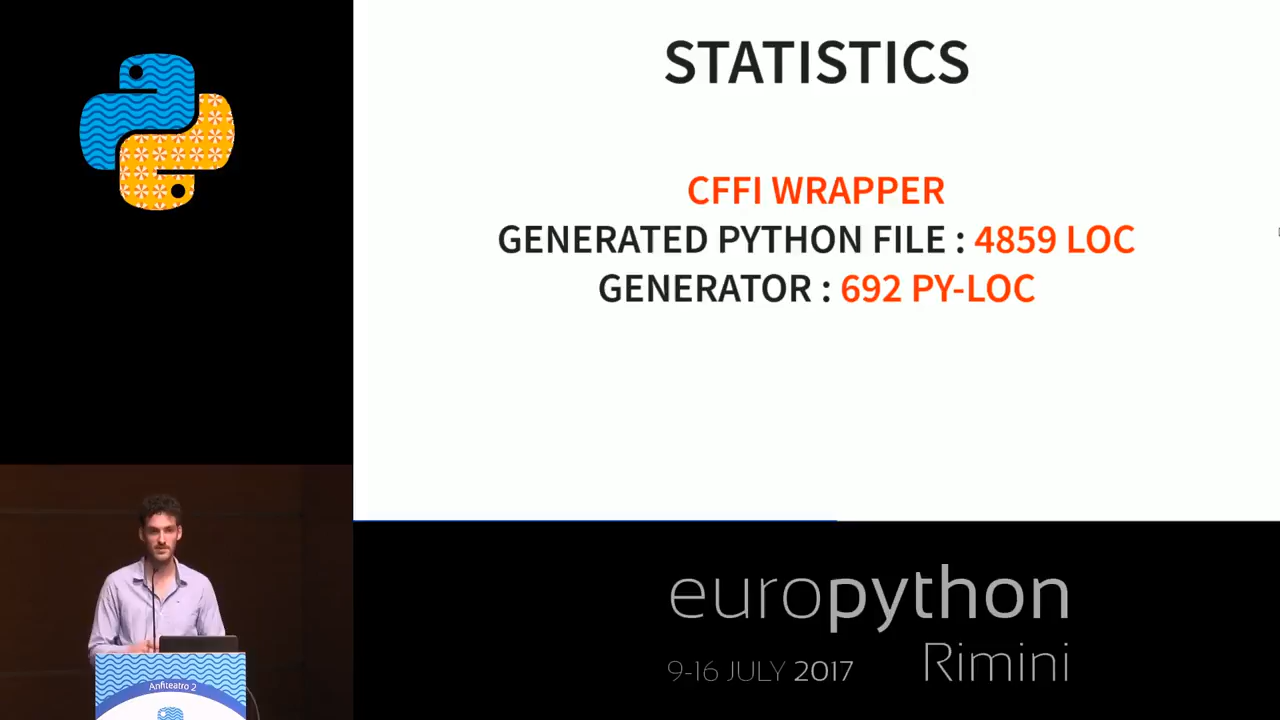 STATISTICS
CFFI WRAPPER
GENERATED PYTHON FILE : 4859 LOC
GENERATOR : 692 PY-LOC
europython
9-16 JULY 2017 Rimini
Anfiteatro 2